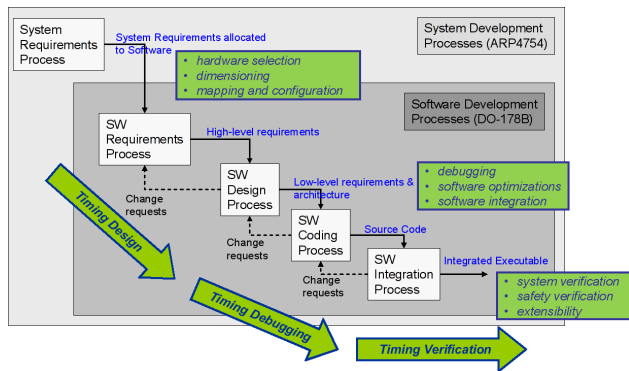 System
Requirements
Process
System Requirements allocated
to Software
System Development
Processes (ARP4754)
• hardware selection
• dimensioning
• mapping and configuration
Software Development
Processes (DO-178B)
SW
Requirements
Process
High-level requirements
SW
Design
Process
Change
requests
Low-level requirements &
architecture
• debugging
• software optimizations
• software integration
SW
Coding
Process
Change
requests
Source Code
SW
Integration
Process
Change
requests
Integrated Executable
• system verification
• safety verification
• extensibility
Timing Design
Timing Debugging
Timing Verification